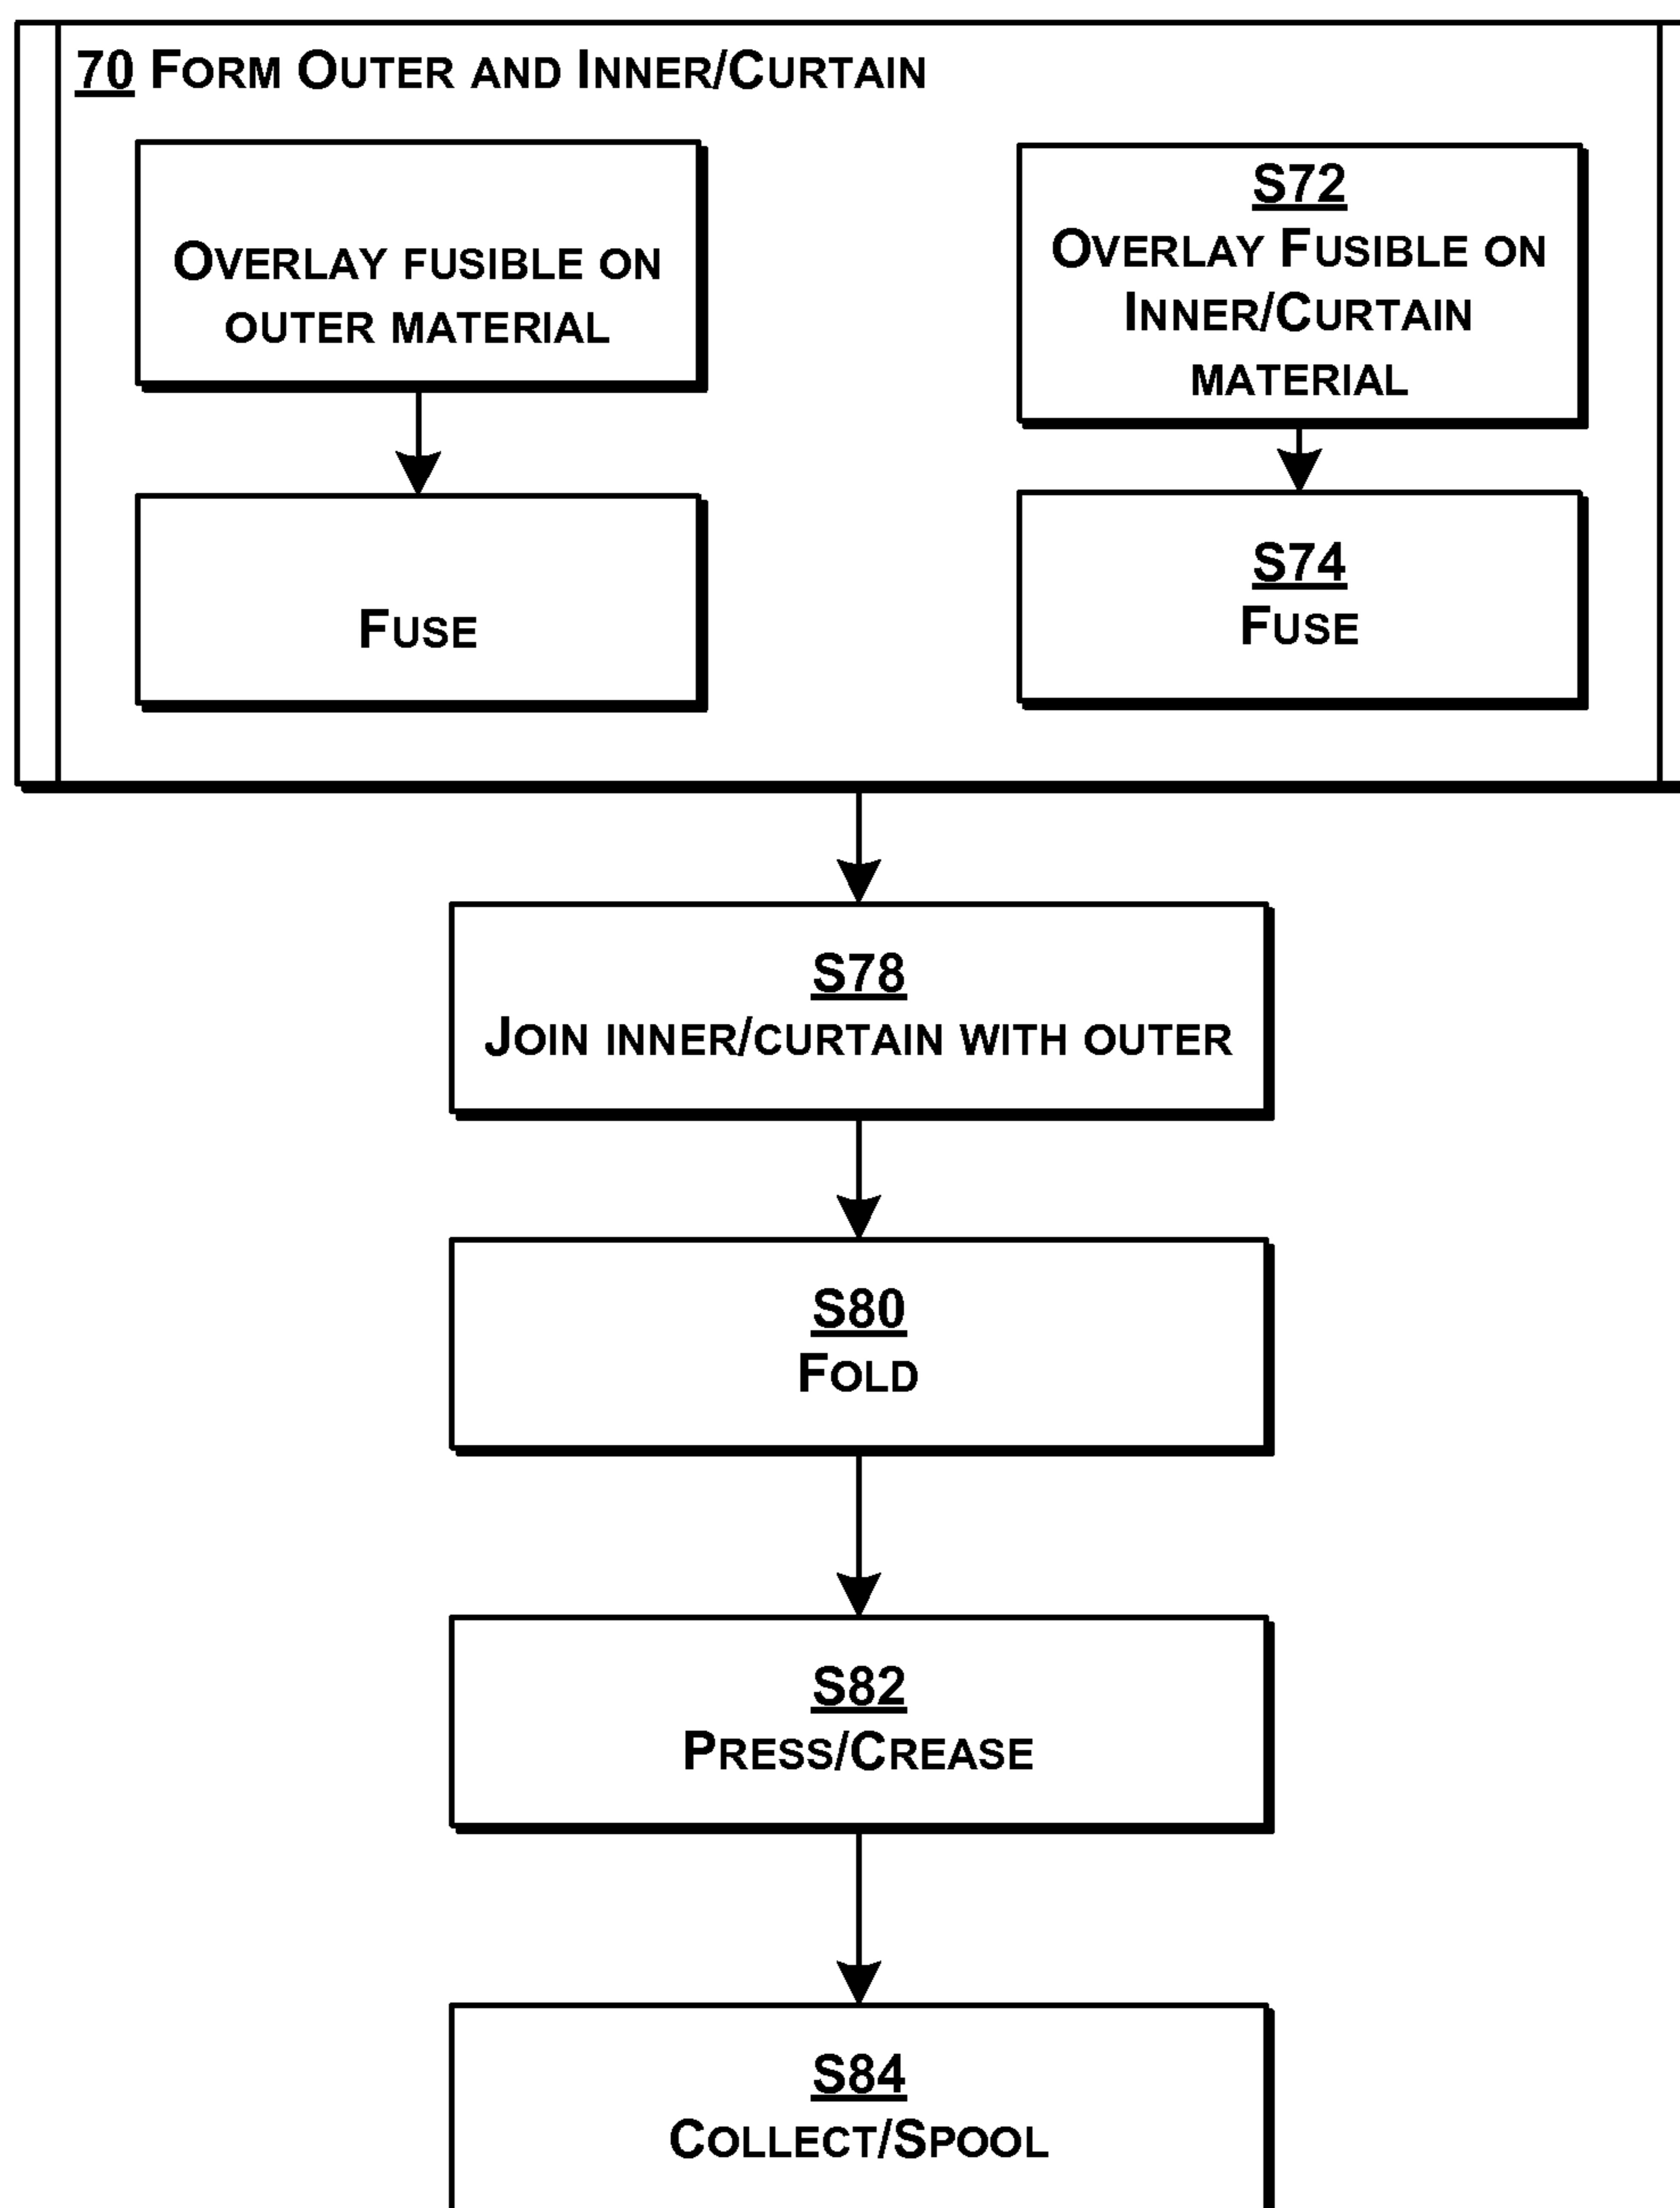 70 FORM OUTER AND INNER/CURTAIN
OVERLAY FUSIBLE ON
OUTER MATERIAL
FUSE
S72
OVERLAY FUSIBLE ON
INNER/CURTAIN
MATERIAL
S74
FUSE
S78
JOIN INNER/CURTAIN WITH OUTER
S80
FOLD
S82
PRESS/CREASE
S84
COLLECT/SPOOL